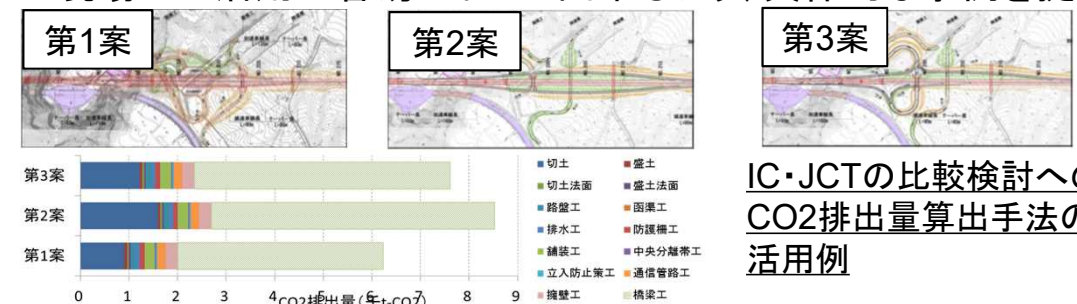 第1案
第2案
第3案
第3案
第2案
第1案
0 1 2 3 4 5 6 7 8 9
CO2排出量(千t-CO2)
切土 盛土
切土法面 盛土法面
路盤工 函渠工
排水工 防護柵工
舗装工 中央分離帯工
立入防止策工 通信管路工
擁壁工 橋梁工
IC・JCTの比較検討への
CO2排出量算出手法の
活用例